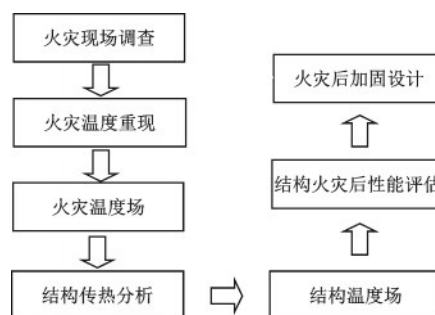 火灾现场调查
火灾温度重现
火灾温度场
结构传热分析
结构温度场
结构火灾后性能评估
火灾后加固设计